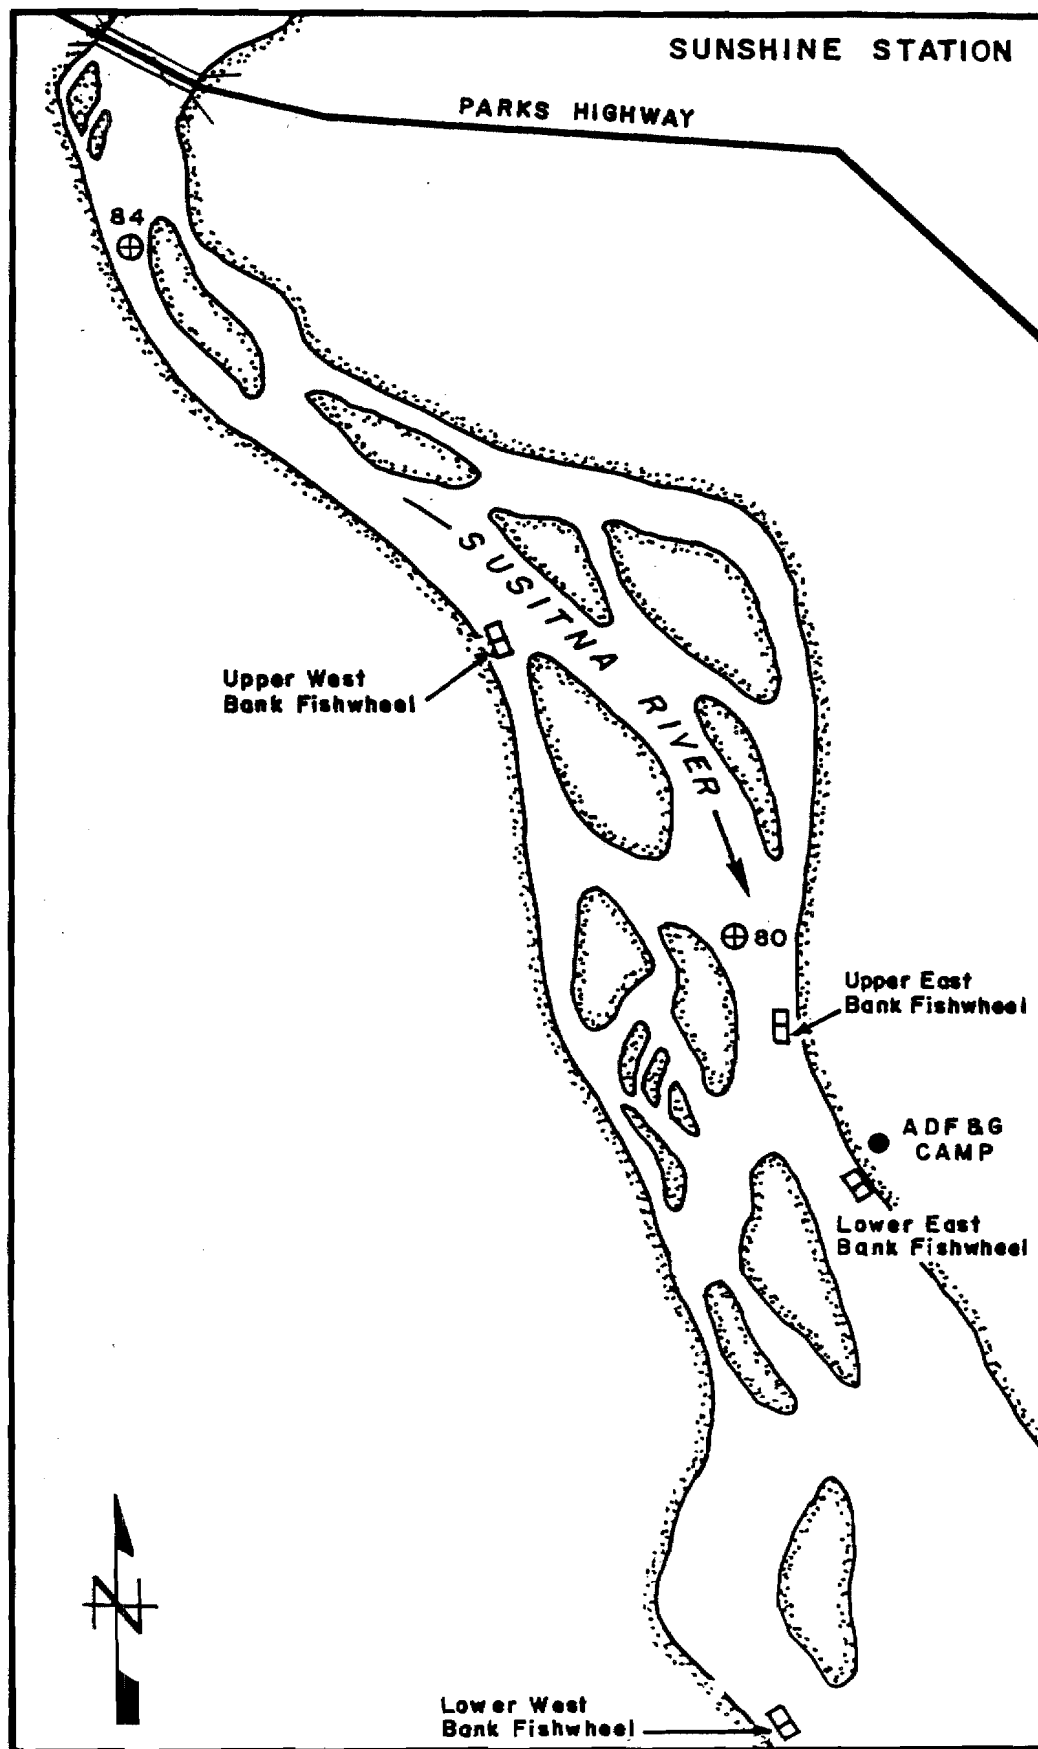 SUNSHINE STATION
PARKS HIGHWAY
84
SUSITNA RIVER
Upper West
Bank Fishwheel
80
Upper East
Bank Fishwheel
ADF&G
CAMP
Lower East
Bank Fishwheel
N
Lower West
Bank Fishwheel